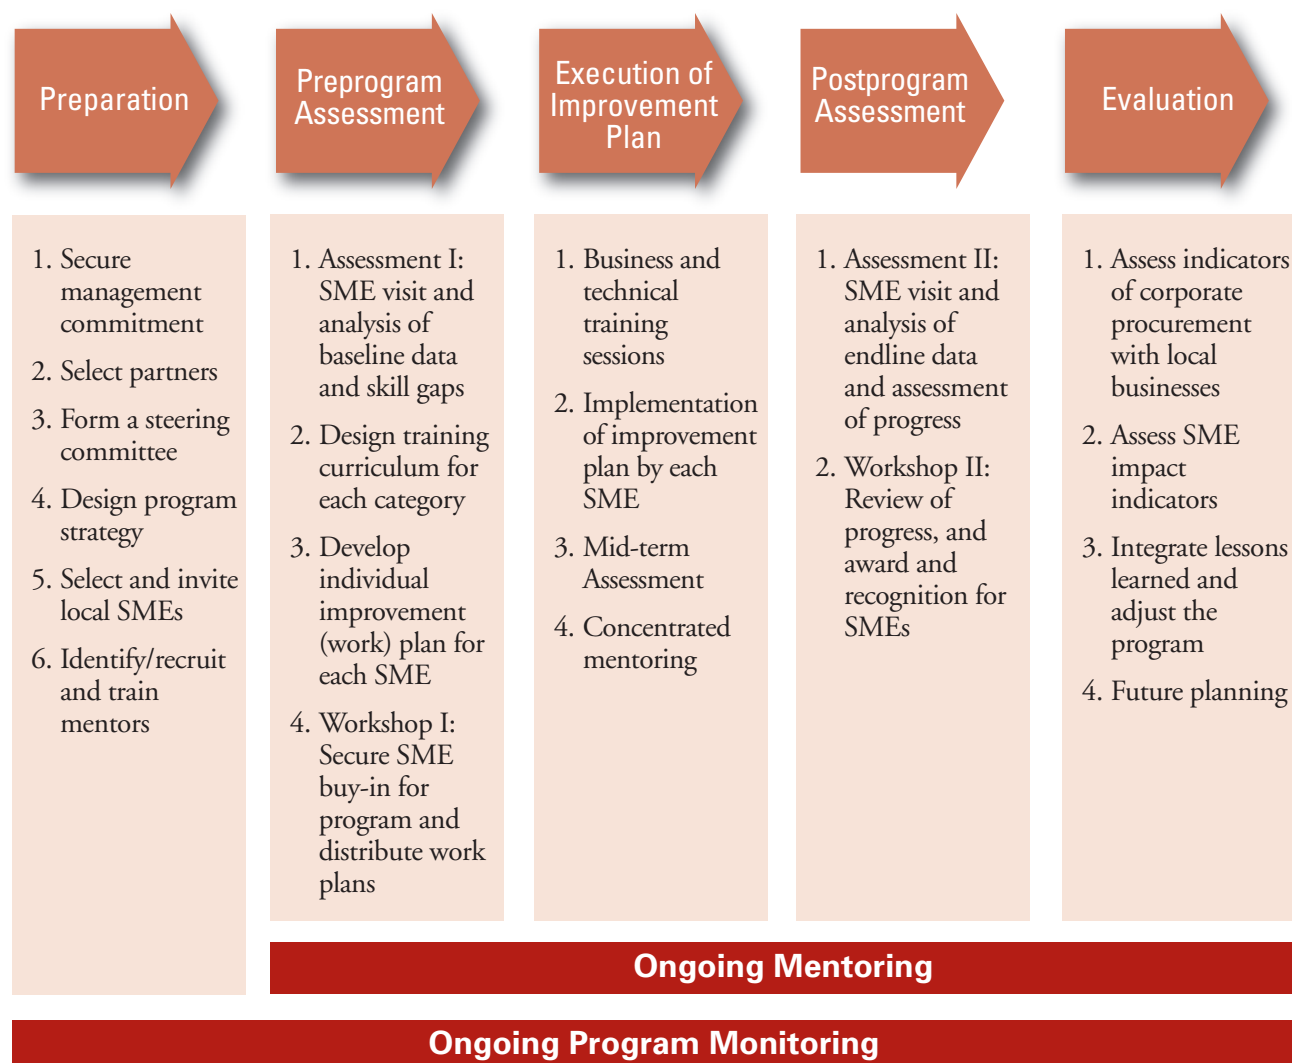 Preparation
Preprogram
Assessment
Execution of
Improvement
Plan
Postprogram
Assessment
Evaluation
1. Secure
management
commitment
2. Select partners
3. Form a steering
committee
4. Design program
strategy
5. Select and invite
local SMEs
6. Identify/recruit
and train
mentors
1. Assessment I:
SME visit and
analysis of
baseline data
and skill gaps
2. Design training
curriculum for
each category
3. Develop
individual
improvement
(work) plan for
each SME
4. Workshop I:
Secure SME
buy-in for
program and
distribute work
plans
1. Business and
technical
training
sessions
2. Implementation
of improvement
plan by each
SME
3. Mid-term
Assessment
4. Concentrated
mentoring
1. Assessment II:
SME visit and
analysis of
endline data
and assessment
of progress
2. Workshop II:
Review of
progress, and
award and
recognition for
SMEs
1. Assess indicators
of corporate
procurement
with local
businesses
2. Assess SME
impact
indicators
3. Integrate lessons
learned and
adjust the
program
4. Future planning
Ongoing Mentoring
Ongoing Program Monitoring